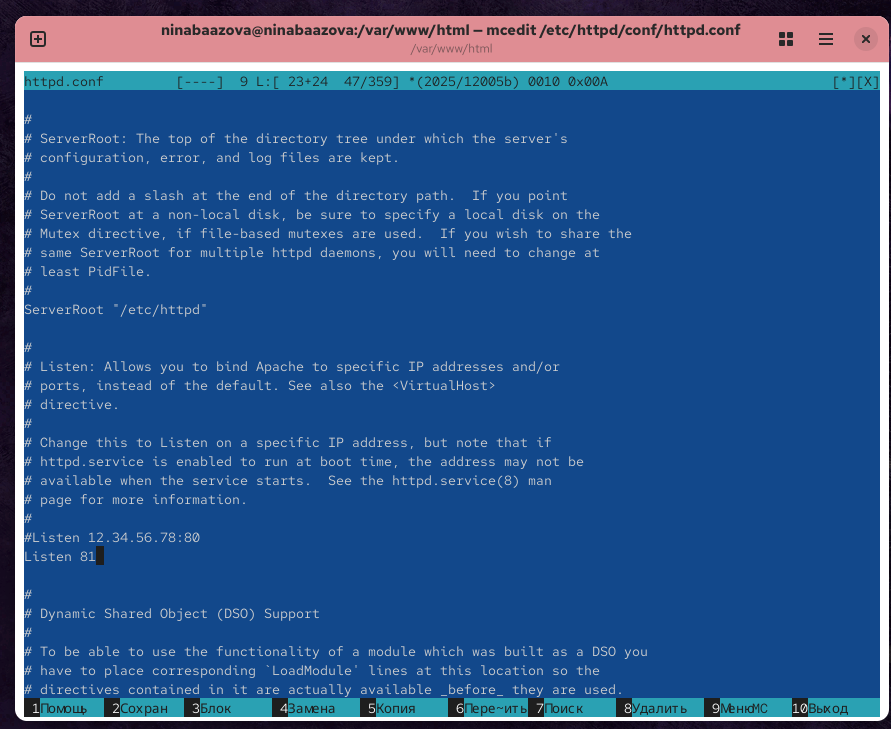 ninabaazova@ninabaazova:/var/www/html — mcedit /etc/httpd/conf/httpd.conf
/var/www/html
httpd.conf         [----]  9 L:[ 23+24  47/359] *(2025/12005b) 0010 0x00A                            [*][X]
#
# ServerRoot: The top of the directory tree under which the server's
# configuration, error, and log files are kept.
#
# Do not add a slash at the end of the directory path.  If you point
# ServerRoot at a non-local disk, be sure to specify a local disk on the
# Mutex directive, if file-based mutexes are used.  If you wish to share the
# same ServerRoot for multiple httpd daemons, you will need to change at
# least PidFile.
#
ServerRoot "/etc/httpd"
#
# Listen: Allows you to bind Apache to specific IP addresses and/or
# ports, instead of the default. See also the <VirtualHost>
# directive.
#
# Change this to Listen on a specific IP address, but note that if
# httpd.service is enabled to run at boot time, the address may not be
# available when the service starts.  See the httpd.service(8) man
# page for more information.
#
#Listen 12.34.56.78:80
Listen 81
#
# Dynamic Shared Object (DSO) Support
#
# To be able to use the functionality of a module which was built as a DSO you
# have to place corresponding `LoadModule' lines at this location so the
# directives contained in it are actually available _before_ they are used.
1Помощь 2Сохран 3Блок 4Замена 5Копия 6Пере~ить 7Поиск 8Удалить 9МенюMC 10Выход